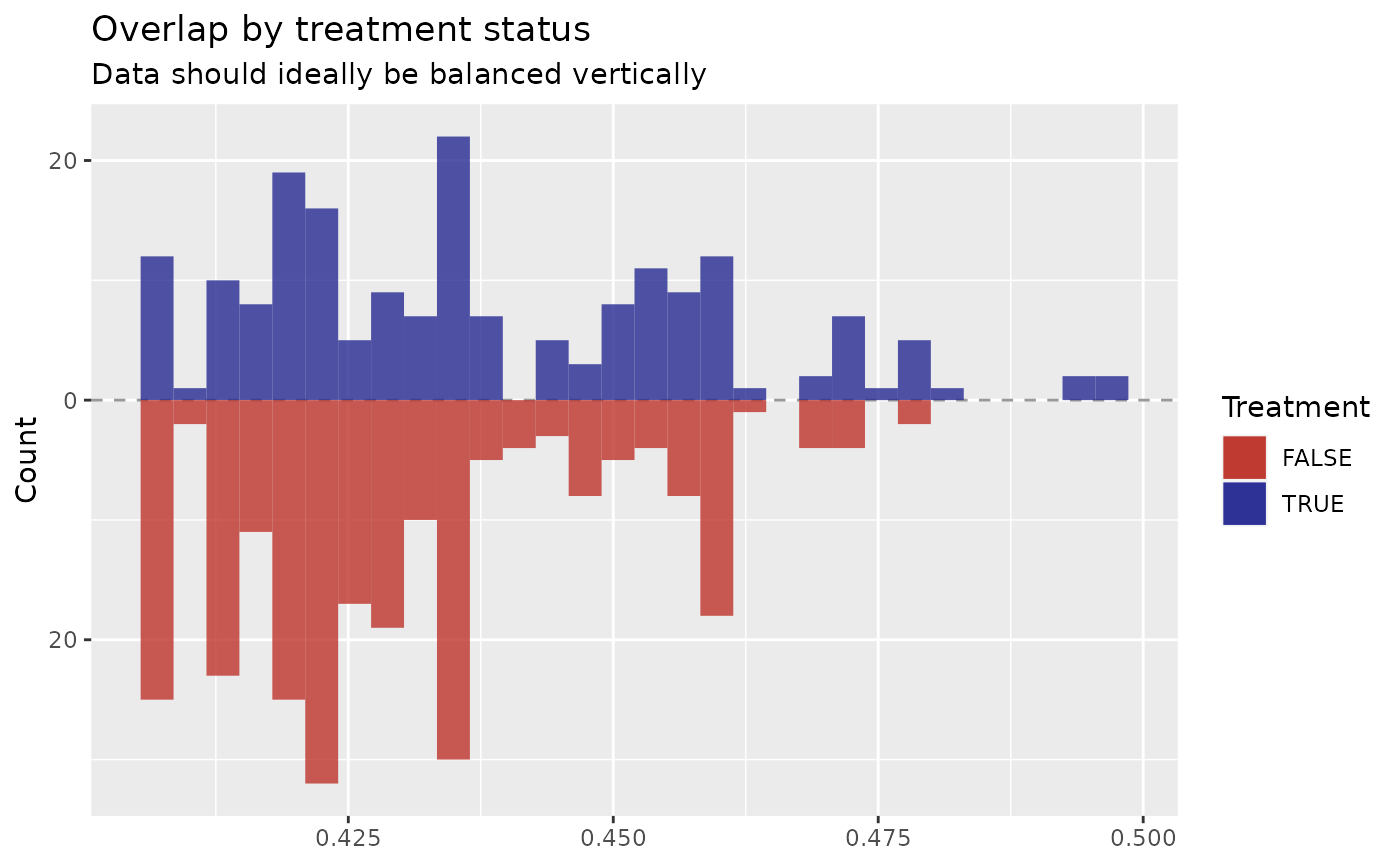 Overlap by treatment status
Data should ideally be balanced vertically
20
0
20
Count
0.425
0.450
0.475
0.500
Treatment
FALSE
TRUE